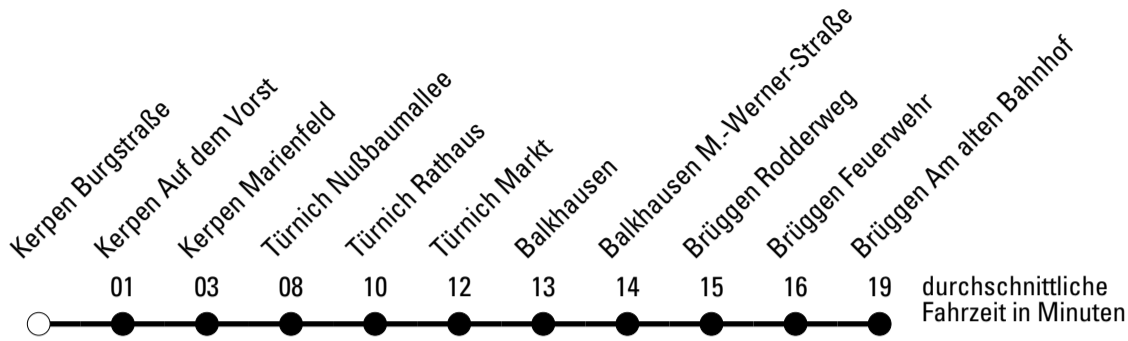 Kerpen Burgstraße
Kerpen Auf dem Vorst
Kerpen Marienfeld
Türnich Nußbaumallee
Türnich Rathaus
Türnich Markt
Balkhausen
Balkhausen M.-Werner-Straße
Brüggen Rodderweg
Brüggen Feuerwehr
Brüggen Am alten Bahnhof
01 03 08 10 12 13 14 15 16 19
durchschnittliche
Fahrzeit in Minuten